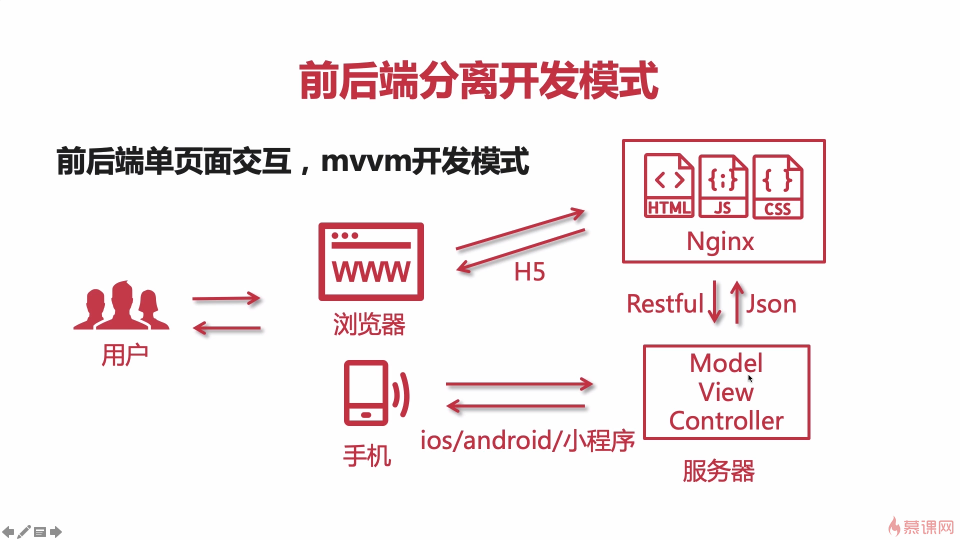 前后端分离开发模式
前后端单页面交互，mvvm开发模式
HTML
JS
CSS
Nginx
WWW
H5
浏览器
Restful
Json
用户
Model
View
Controller
ios/android/小程序
手机
服务器
慕课网